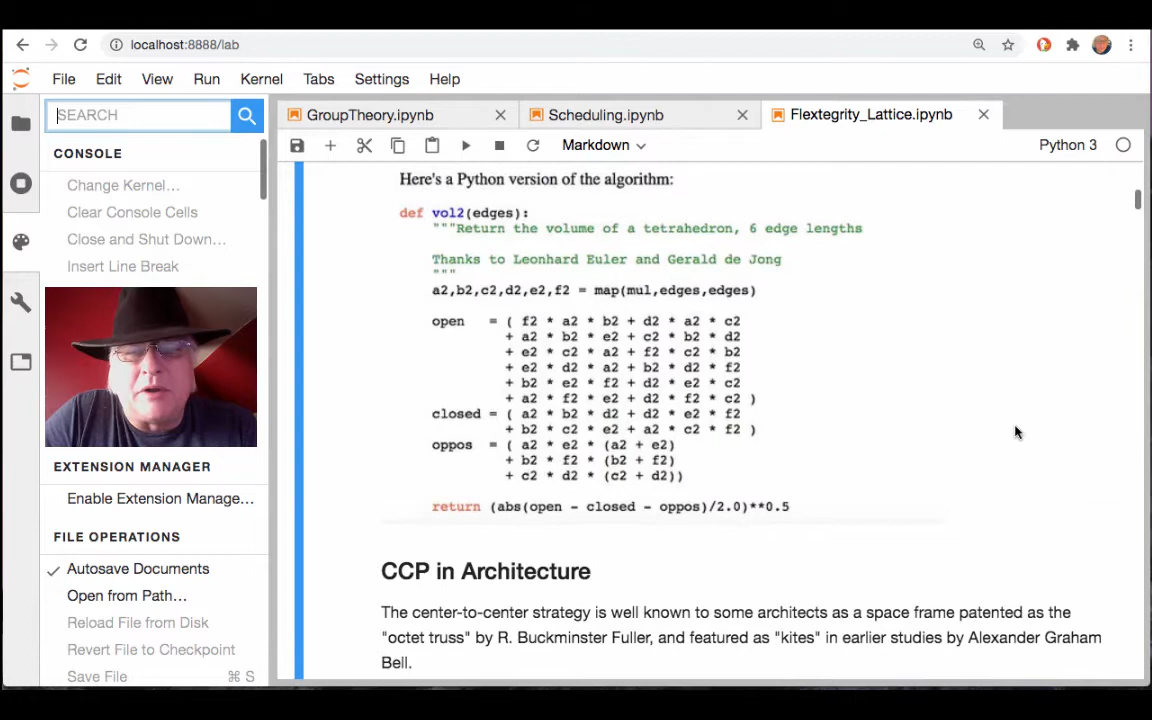 localhost:8888/lab
File Edit View Run Kernel Tabs Settings Help
SEARCH
GroupTheory.ipynb
Scheduling.ipynb
Flextegrity_Lattice.ipynb
Markdown
Python 3
CONSOLE
Change Kernel…
Clear Console Cells
Close and Shut Down…
Insert Line Break
EXTENSION MANAGER
Enable Extension Manage…
FILE OPERATIONS
Autosave Documents
Open from Path…
Reload File from Disk
Revert File to Checkpoint
Save File ⌘ S
Here's a Python version of the algorithm:
def vol2(edges):
"""Return the volume of a tetrahedron, 6 edge lengths
Thanks to Leonhard Euler and Gerald de Jong
"""
a2,b2,c2,d2,e2,f2 = map(mul,edges,edges)
open = ( f2 * a2 * b2 + d2 * a2 * c2
+ a2 * b2 * e2 + c2 * b2 * d2
+ e2 * c2 * a2 + f2 * c2 * b2
+ e2 * d2 * a2 + b2 * d2 * f2
+ b2 * e2 * f2 + d2 * e2 * c2
+ a2 * f2 * e2 + d2 * f2 * c2 )
closed = ( a2 * b2 * d2 + d2 * e2 * f2
+ b2 * c2 * e2 + a2 * c2 * f2 )
oppos = ( a2 * e2 * (a2 + e2)
+ b2 * f2 * (b2 + f2)
+ c2 * d2 * (c2 + d2))
return (abs(open - closed - oppos)/2.0)**0.5
CCP in Architecture
The center-to-center strategy is well known to some architects as a space frame patented as the
"octet truss" by R. Buckminster Fuller, and featured as "kites" in earlier studies by Alexander Graham
Bell.